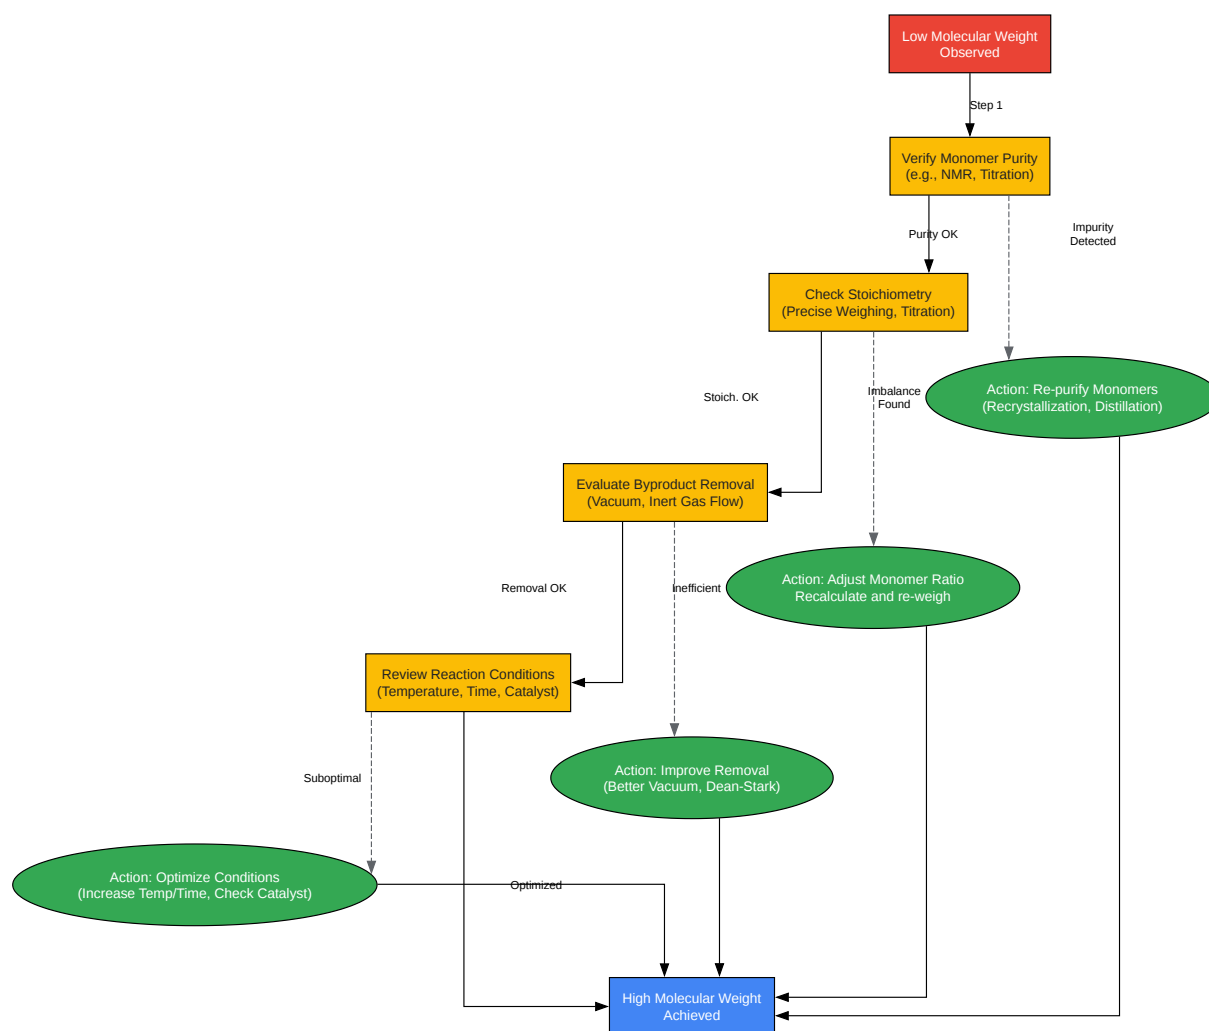 Low Molecular Weight
Observed
Step 1
Verify Monomer Purity
(e.g., NMR, Titration)
Purity OK
Impurity
Detected
Check Stoichiometry
(Precise Weighing, Titration)
Stoich. OK
Imbalance
Found
Action: Re-purify Monomers
(Recrystallization, Distillation)
Evaluate Byproduct Removal
(Vacuum, Inert Gas Flow)
Removal OK
Inefficient
Action: Adjust Monomer Ratio
Recalculate and re-weigh
Review Reaction Conditions
(Temperature, Time, Catalyst)
Suboptimal
Action: Improve Removal
(Better Vacuum, Dean-Stark)
Action: Optimize Conditions
(Increase Temp/Time, Check Catalyst)
Optimized
High Molecular Weight
Achieved